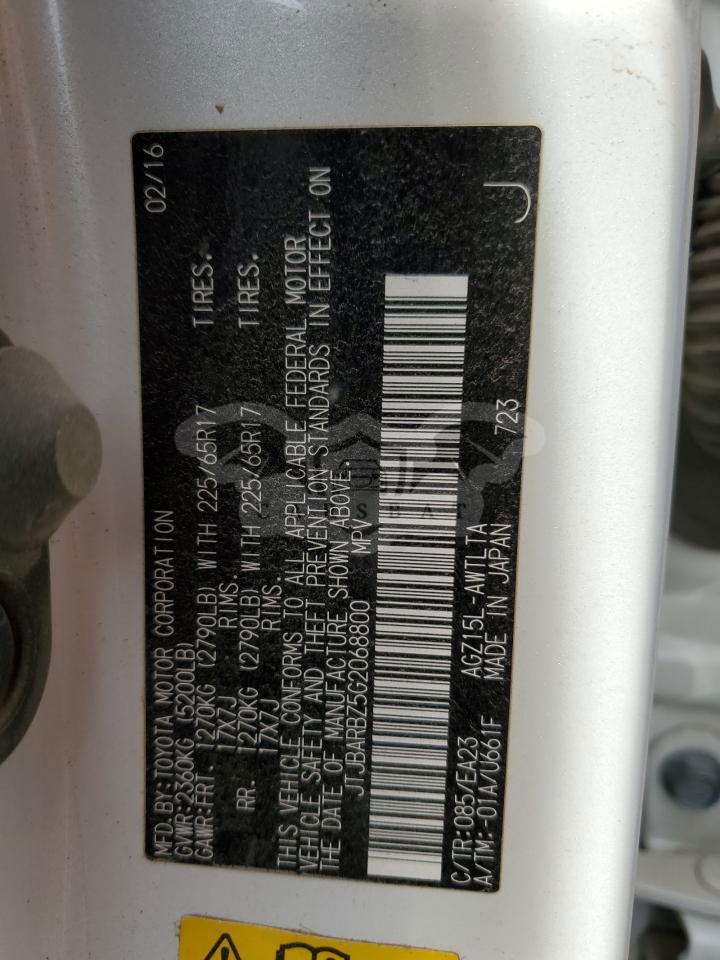 MFD.BY:TOYOTA MOTOR CORPORATION 02/16
GVWR:2360KG (5200LB)
GAWR:FRT 1270KG (2790LB) WITH 225/65R17 TIRES.
17X7J RIMS.
RR. 1270KG (2790LB) WITH 225/65R17 TIRES.
17X7J RIMS.
THIS VEHICLE CONFORMS TO ALL APPLICABLE FEDERAL MOTOR
VEHICLE SAFETY AND THEFT PREVENTION STANDARDS IN EFFECT ON
THE DATE OF MANUFACTURE SHOWN ABOVE.
JTJBARBZ5G2068800 MPV
C/TR:085/EA23 AGZ15L-AWTLTA
A/TM:-01A/U661F MADE IN JAPAN 723 J